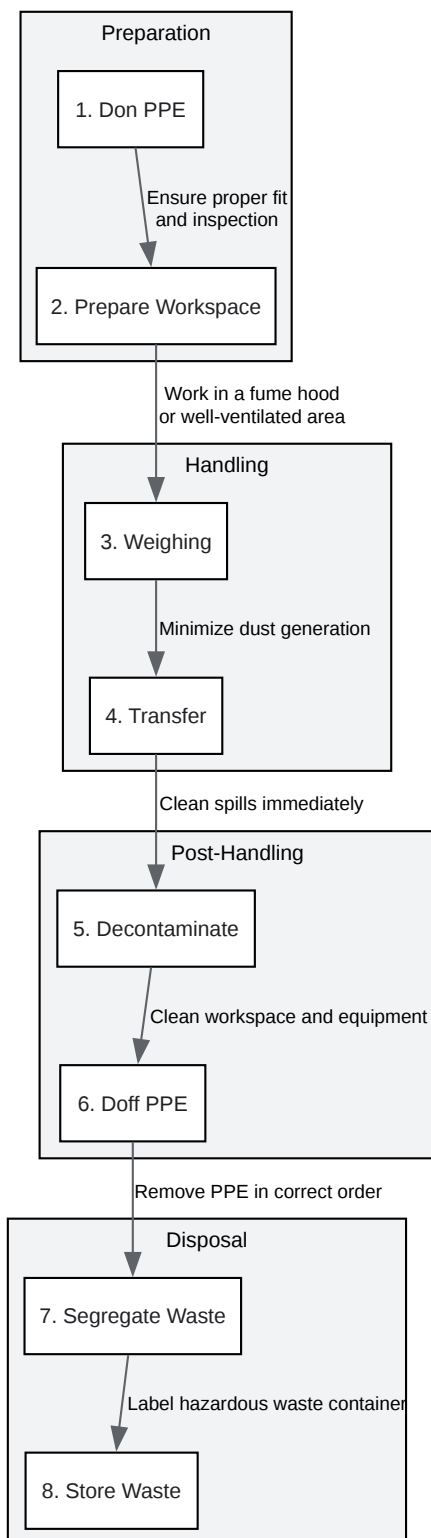 Preparation
1. Don PPE
Ensure proper fit
and inspection
2. Prepare Workspace
Work in a fume hood
or well-ventilated area
Handling
3. Weighing
Minimize dust generation
4. Transfer
Clean spills immediately
Post-Handling
5. Decontaminate
Clean workspace and equipment
6. Doff PPE
Remove PPE in correct order
Disposal
7. Segregate Waste
Label hazardous waste container
8. Store Waste